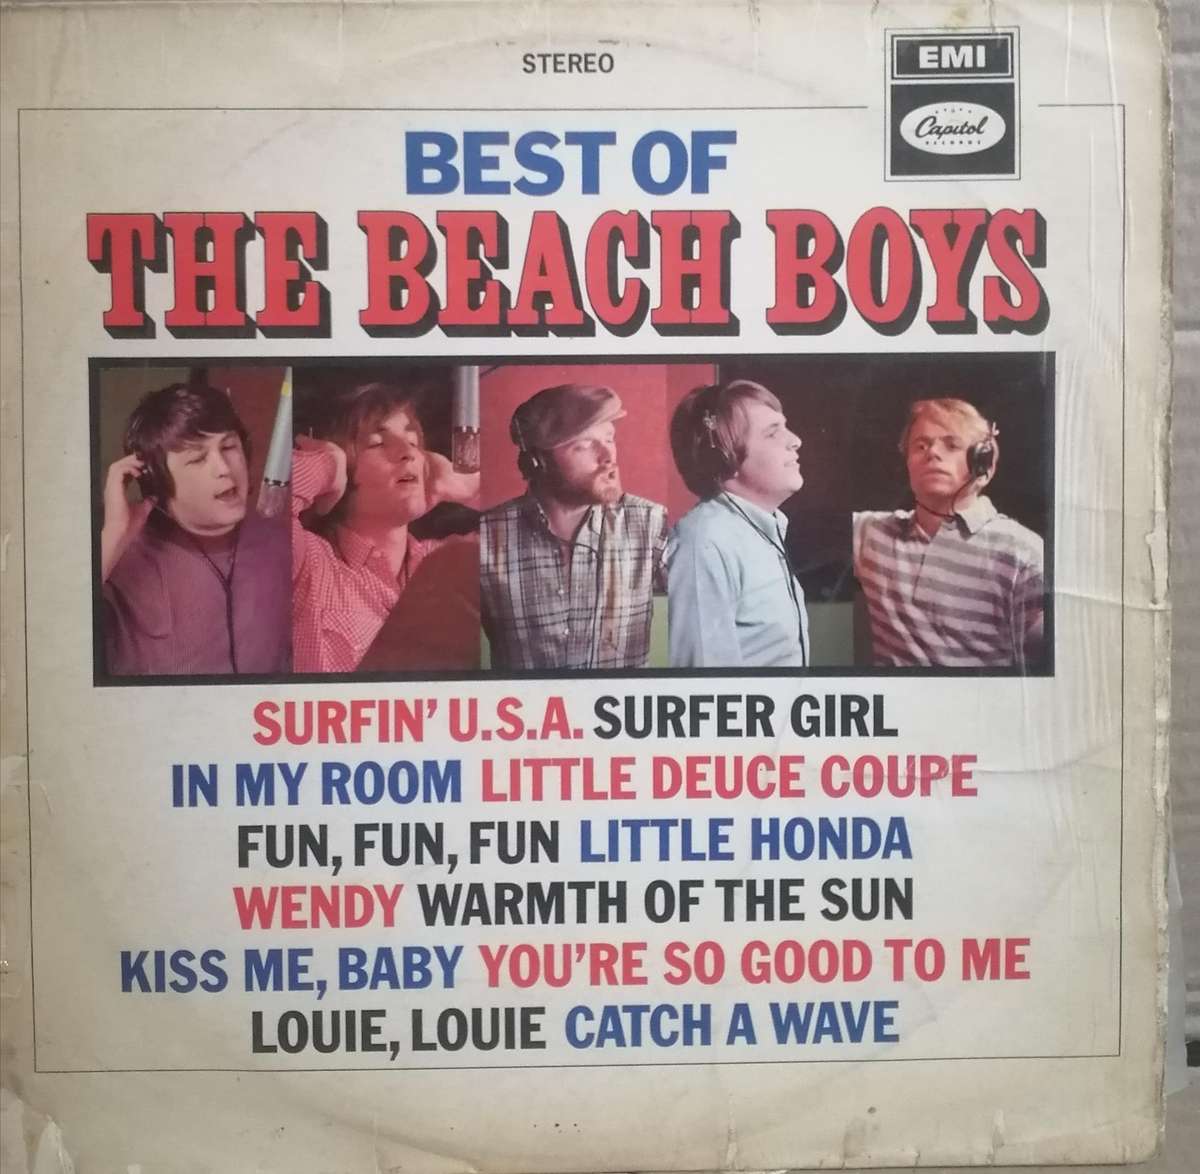 STEREO
EMI
Capitol
RECORDS
BEST OF
THE BEACH BOYS
SURFIN' U.S.A. SURFER GIRL
IN MY ROOM LITTLE DEUCE COUPE
FUN, FUN, FUN LITTLE HONDA
WENDY WARMTH OF THE SUN
KISS ME, BABY YOU'RE SO GOOD TO ME
LOUIE, LOUIE CATCH A WAVE